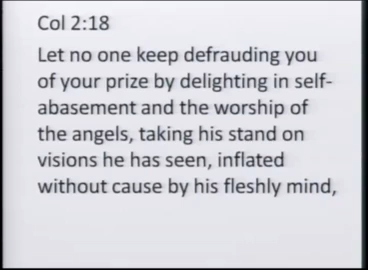 Col 2:18
Let no one keep defrauding you
of your prize by delighting in self-
abasement and the worship of
the angels, taking his stand on
visions he has seen, inflated
without cause by his fleshly mind,